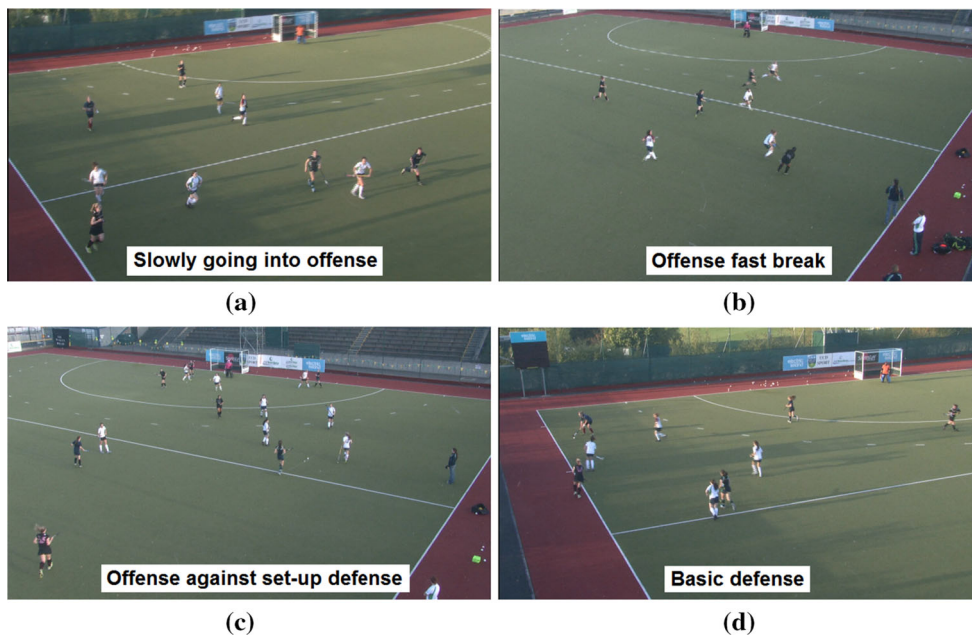 Slowly going into offense
Offense fast break
(a)
(b)
Offense against set-up defense
Basic defense
(c)
(d)